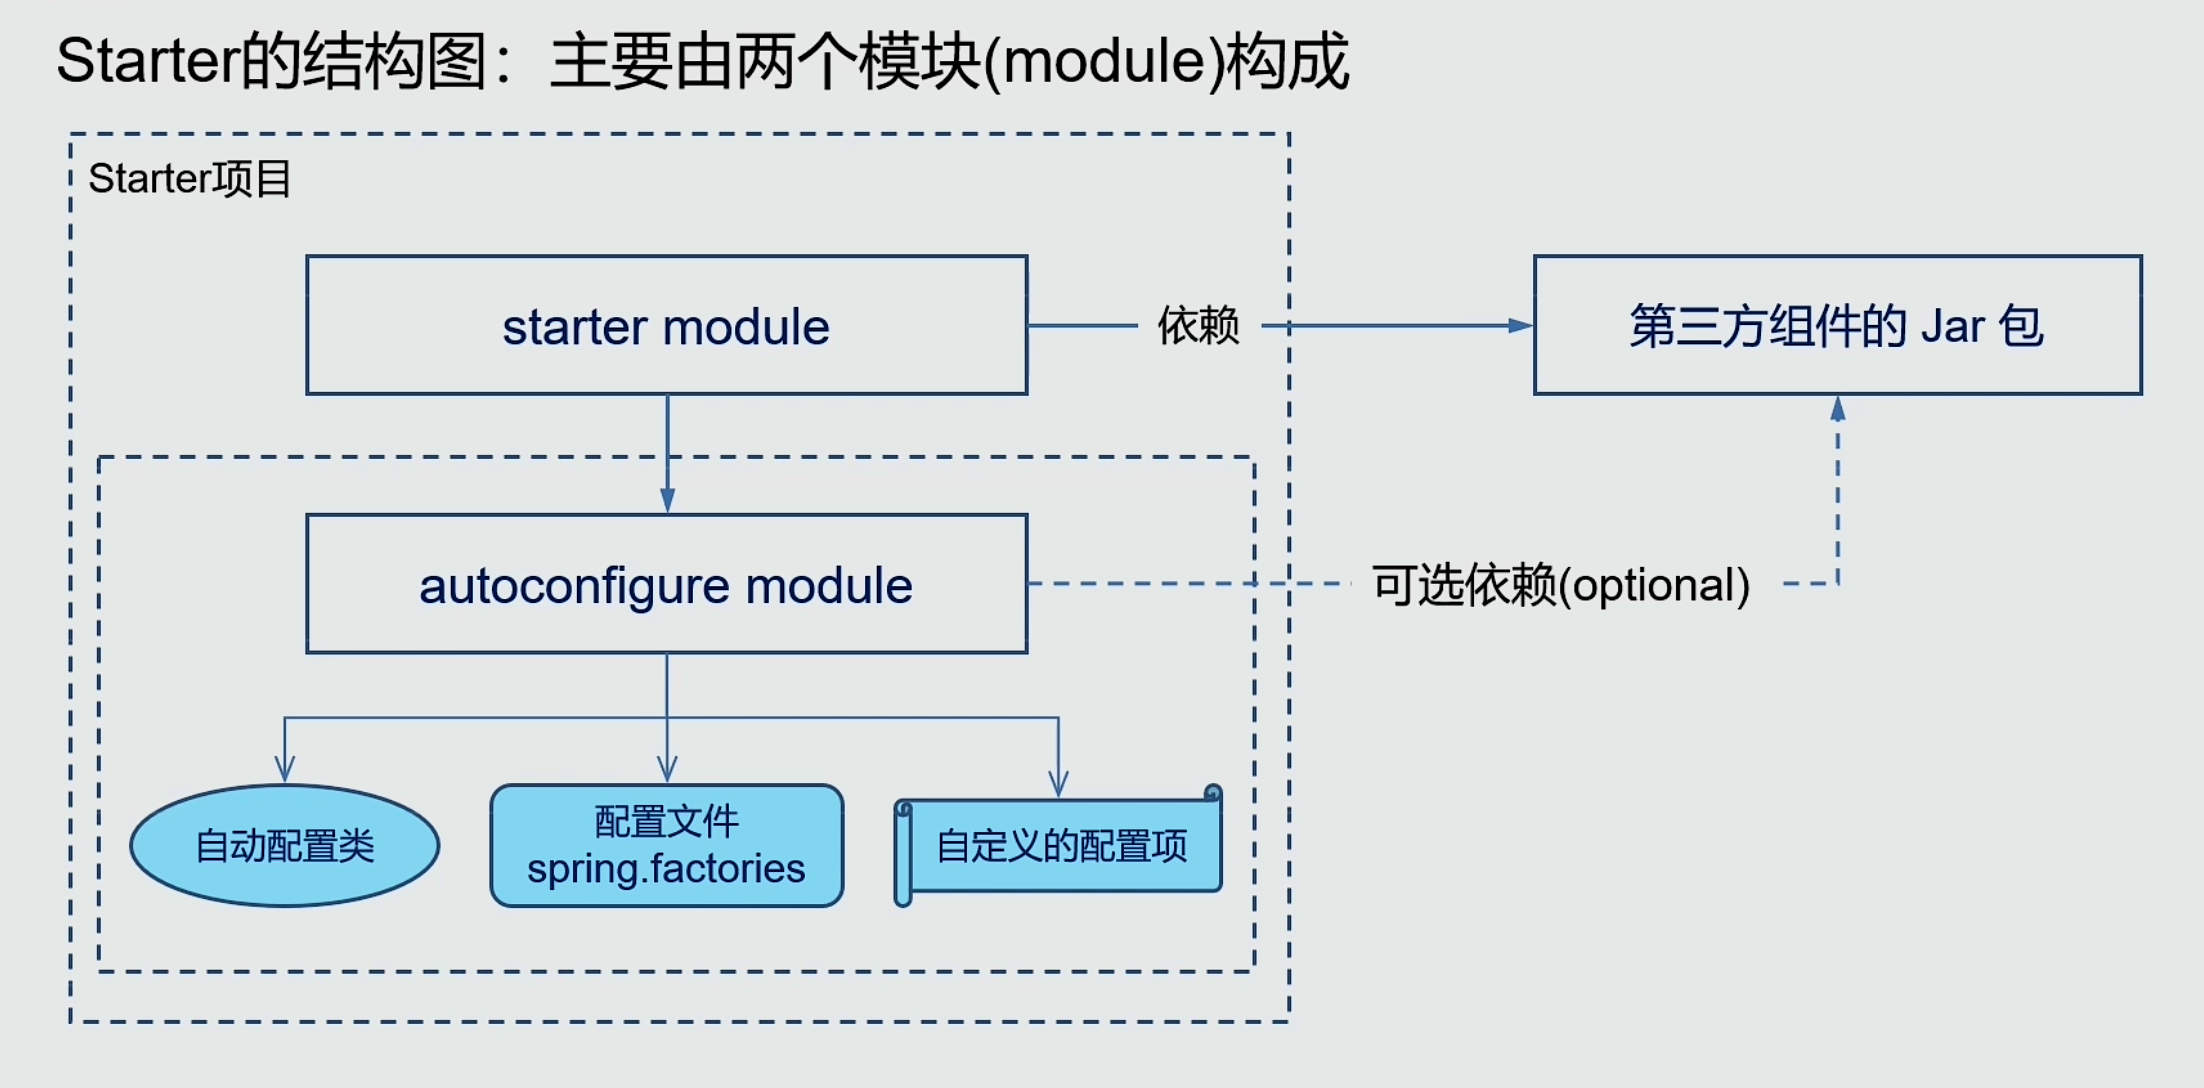 Starter的结构图：主要由两个模块(module)构成
Starter项目
starter module
依赖
第三方组件的 Jar 包
autoconfigure module
可选依赖(optional)
自动配置类
配置文件
spring.factories
自定义的配置项